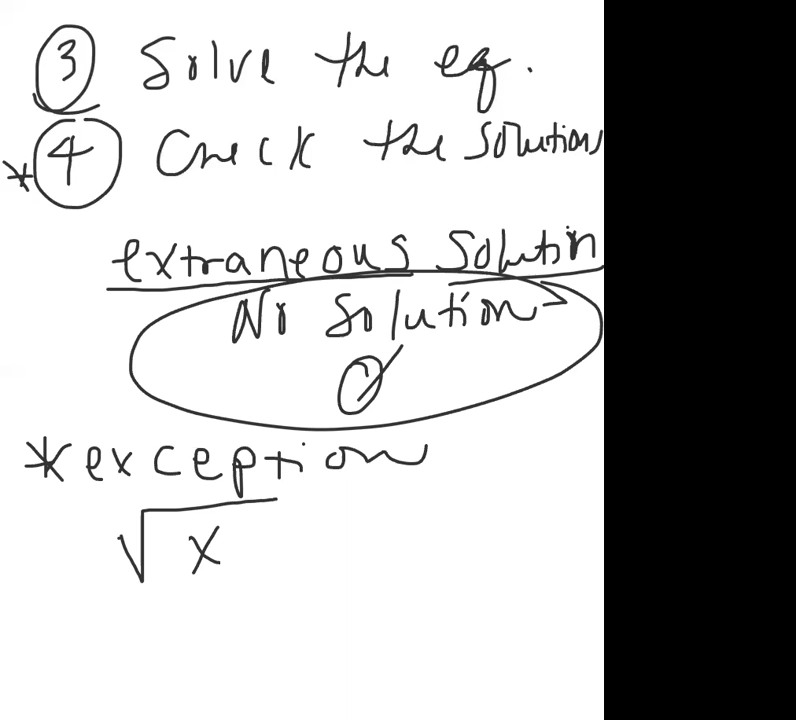 ③ Solve the eq.
* ④ Check the solutions
extraneous solution
No solution
∅
* exception
√x